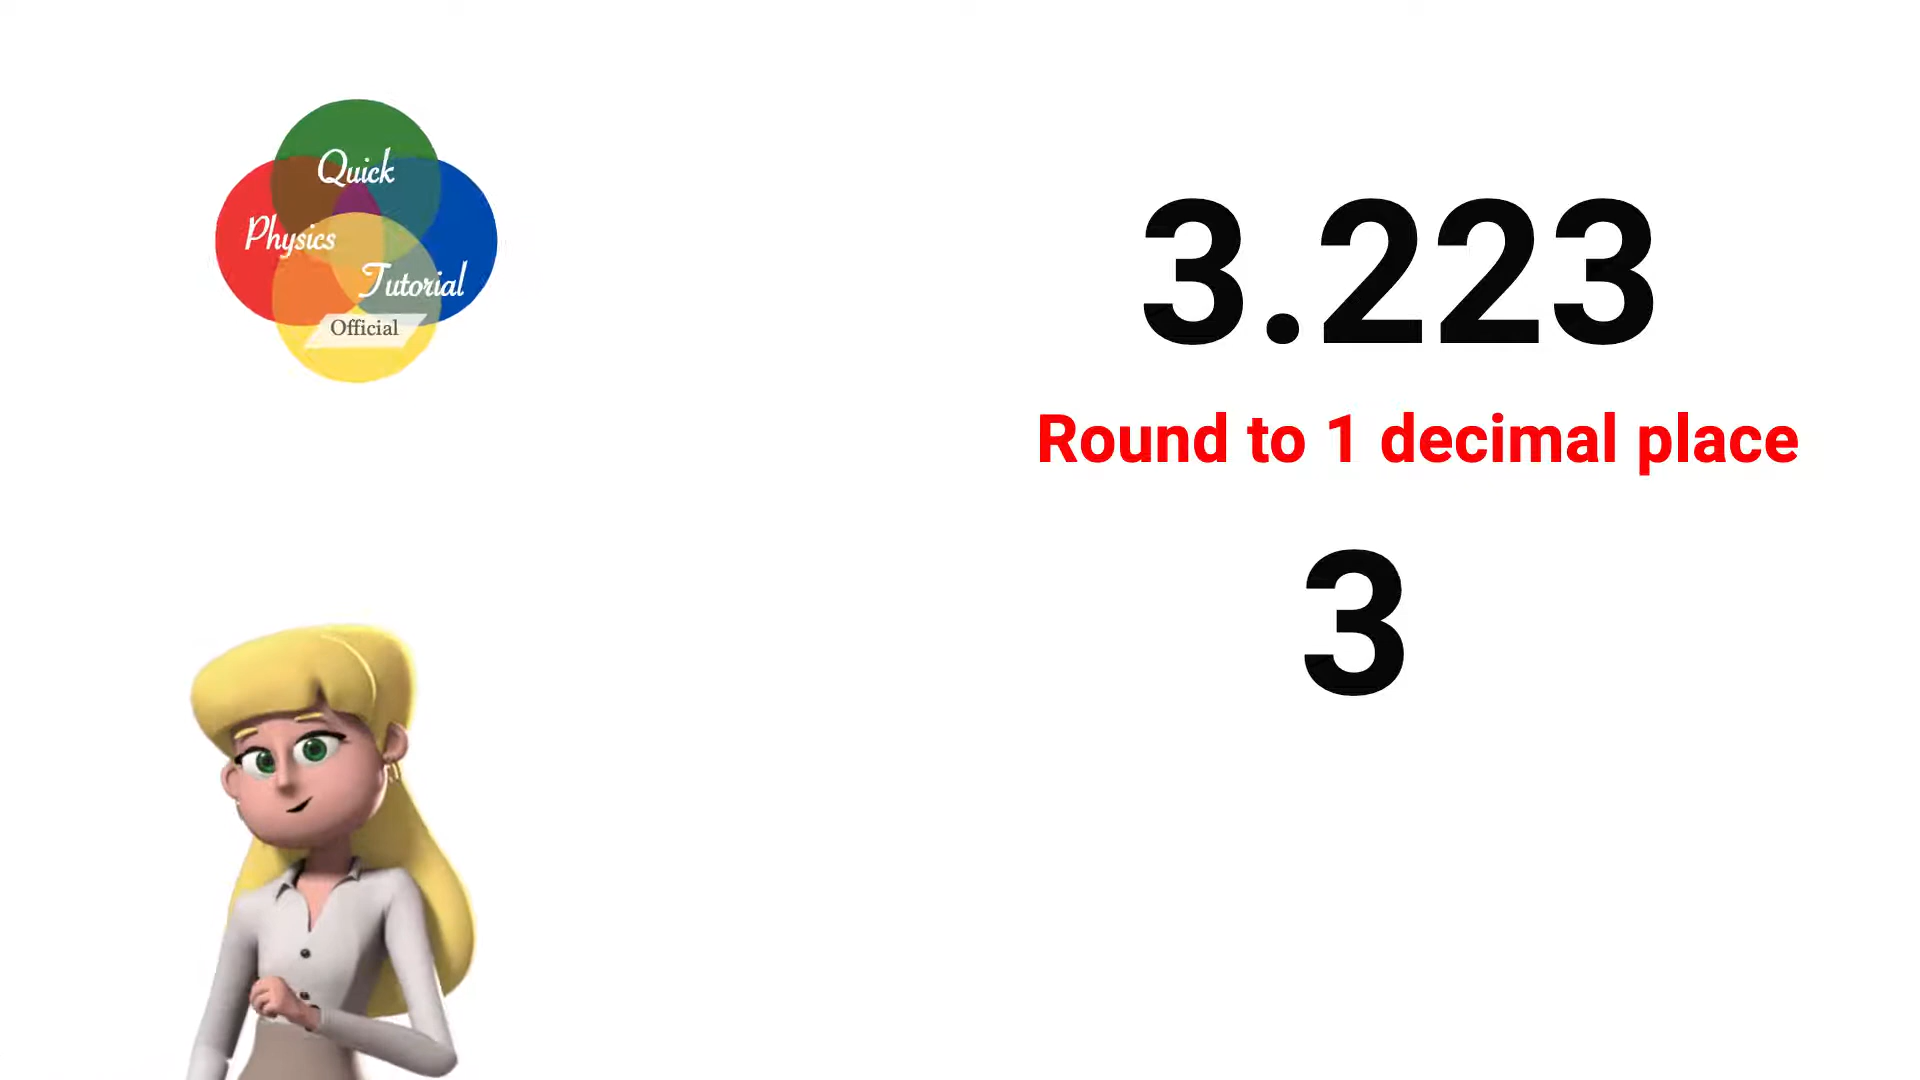 Quick
Physics
Tutorial
Official
3.223
Round to 1 decimal place
3